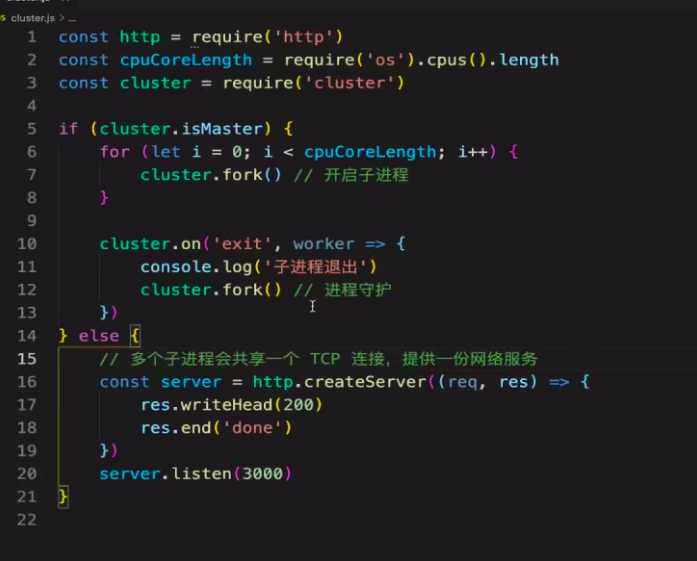 cluster.js > ...
1 const http = require('http')
2 const cpuCoreLength = require('os').cpus().length
3 const cluster = require('cluster')
4
5 if (cluster.isMaster) {
6 for (let i = 0; i < cpuCoreLength; i++) {
7 cluster.fork() // 开启子进程
8 }
9
10 cluster.on('exit', worker => {
11 console.log('子进程退出')
12 cluster.fork() // 进程守护
13 })
14 } else {
15 // 多个子进程会共享一个 TCP 连接，提供一份网络服务
16 const server = http.createServer((req, res) => {
17 res.writeHead(200)
18 res.end('done')
19 })
20 server.listen(3000)
21 }
22